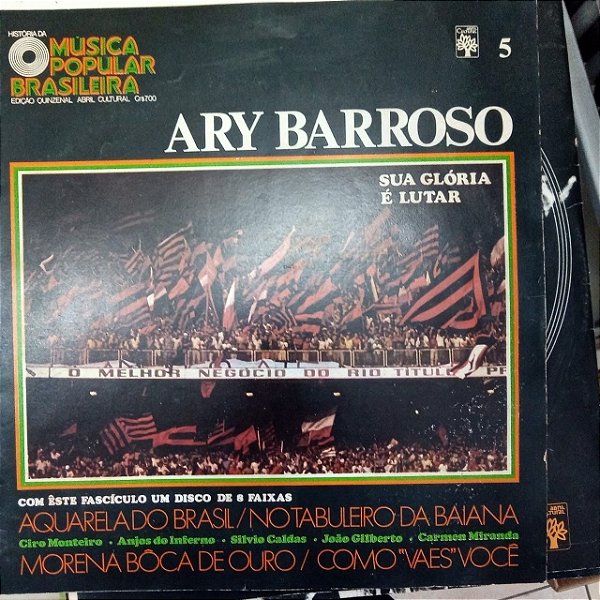 HISTÓRIA DA
MÚSICA
POPULAR
BRASILEIRA
EDIÇÃO QUINZENAL ABRIL CULTURAL Cr$7,00
5
ARY BARROSO
SUA GLÓRIA
É LUTAR
O MELHOR NEGÓCIO DO RIO TITULO
COM ÊSTE FASCÍCULO UM DISCO DE 8 FAIXAS
AQUARELA DO BRASIL / NO TABULEIRO DA BAIANA
Ciro Monteiro • Anjos do Inferno • Silvio Caldas • João Gilberto • Carmen Miranda
MORENA BÔCA DE OURO / COMO "VAES" VOCÊ